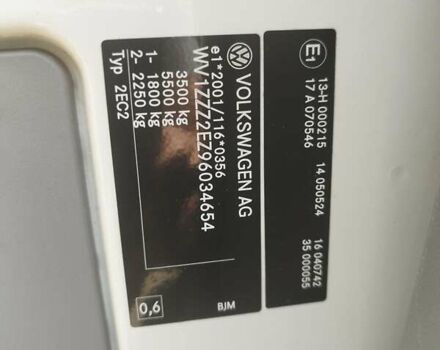 VOLKSWAGEN AG
e1*2001/116*0356
WV1ZZZ2EZ96034654
3500 kg
5500 kg
1- 1800 kg
2- 2250 kg
Typ 2EC2
0,6
BJM
E1
13-H 000215 14 050524 16 040742
17 A 070546 35 000055